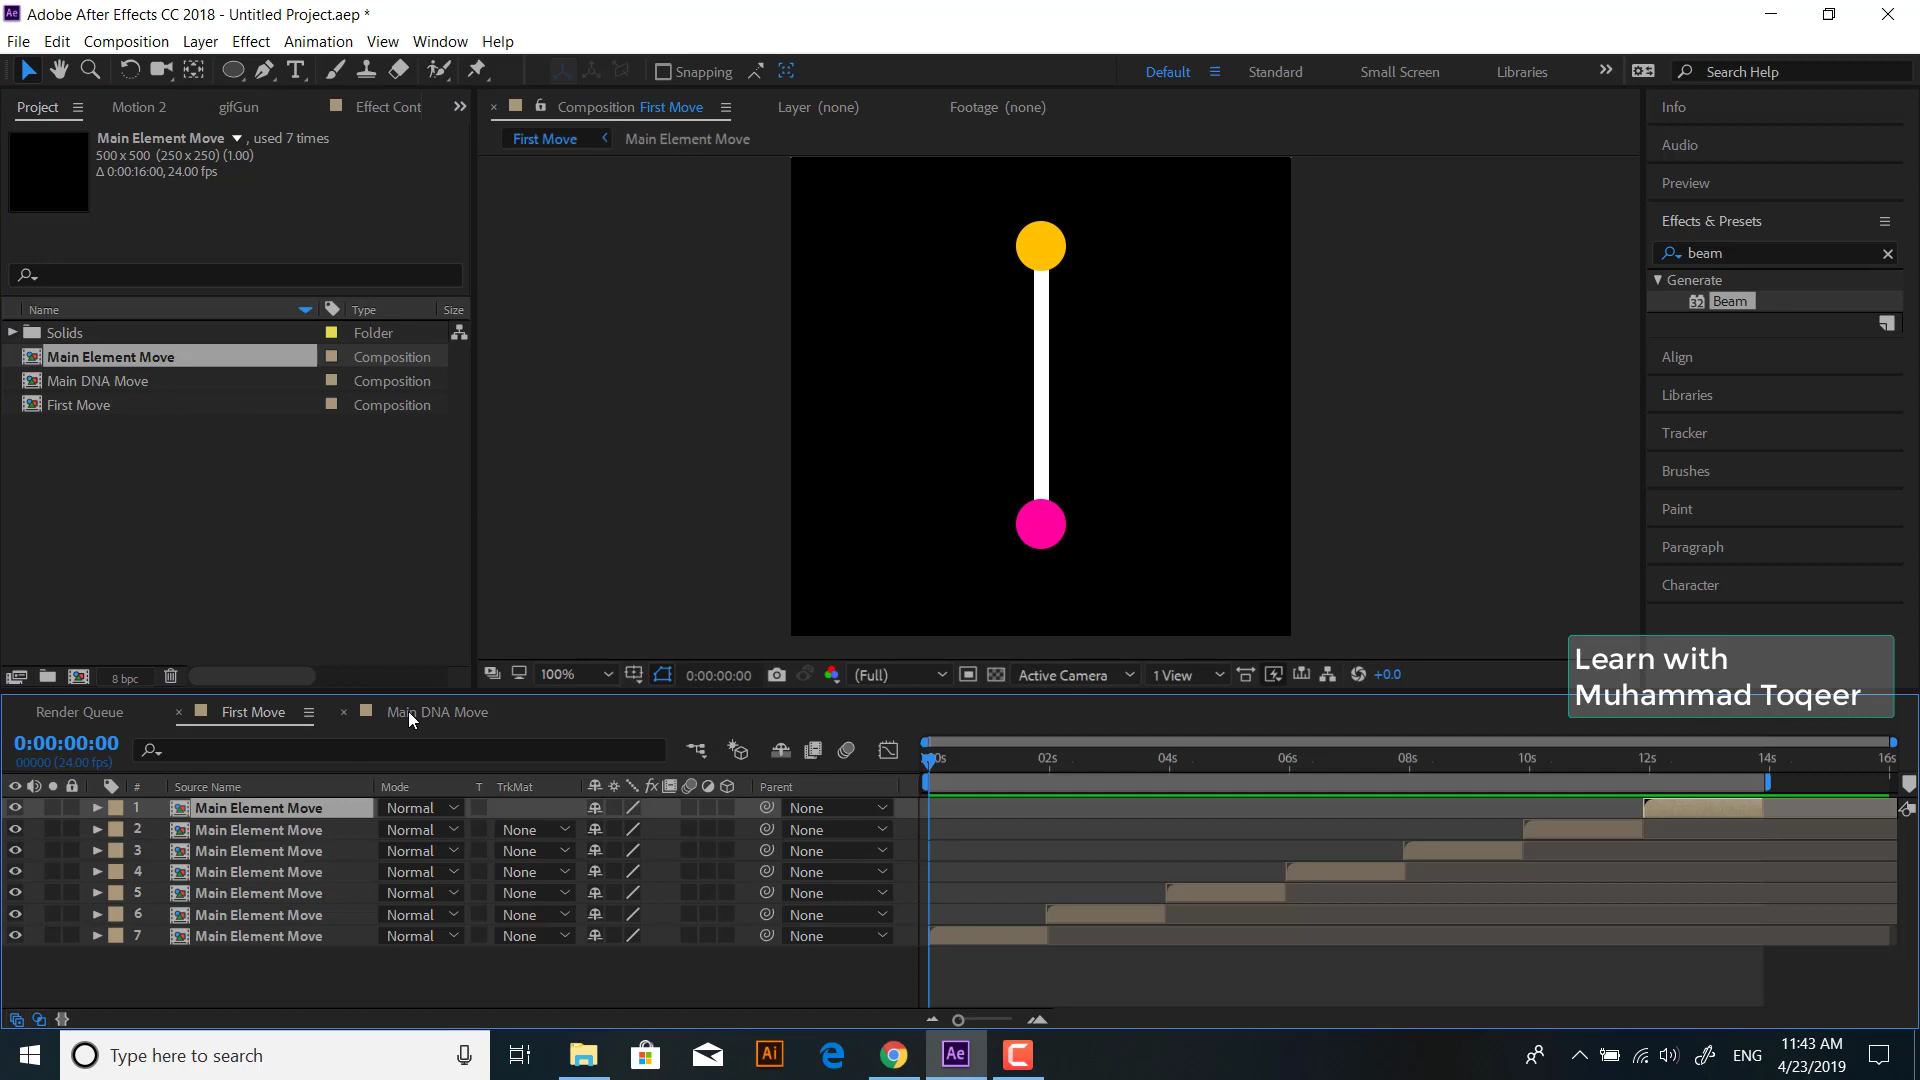 Adobe After Effects CC 2018 - Untitled Project.aep *
File Edit Composition Layer Effect Animation View Window Help
Snapping Default Standard Small Screen Libraries Search Help
Project Motion 2 gifGun Effect Cont
Composition First Move Layer (none) Footage (none)
First Move Main Element Move
Main Element Move , used 7 times
500 x 500 (250 x 250) (1.00)
Δ 0:00:16:00, 24.00 fps
Name Type Size
Solids Folder
Main Element Move Composition
Main DNA Move Composition
First Move Composition
8 bpc
100% 0:00:00:00 (Full) Active Camera 1 View +0.0
Info
Audio
Preview
Effects & Presets
beam
Generate
32 Beam
Align
Libraries
Tracker
Brushes
Paint
Paragraph
Character
Learn with
Muhammad Toqeer
Render Queue First Move Main DNA Move
0:00:00:00
00000 (24.00 fps)
02s 04s 06s 08s 10s 12s 14s 16s
# Source Name Mode T TrkMat Parent
1 Main Element Move Normal None
2 Main Element Move Normal None None
3 Main Element Move Normal None None
4 Main Element Move Normal None None
5 Main Element Move Normal None None
6 Main Element Move Normal None None
7 Main Element Move Normal None None
Type here to search
Ai
Ae
ENG
11:43 AM
4/23/2019